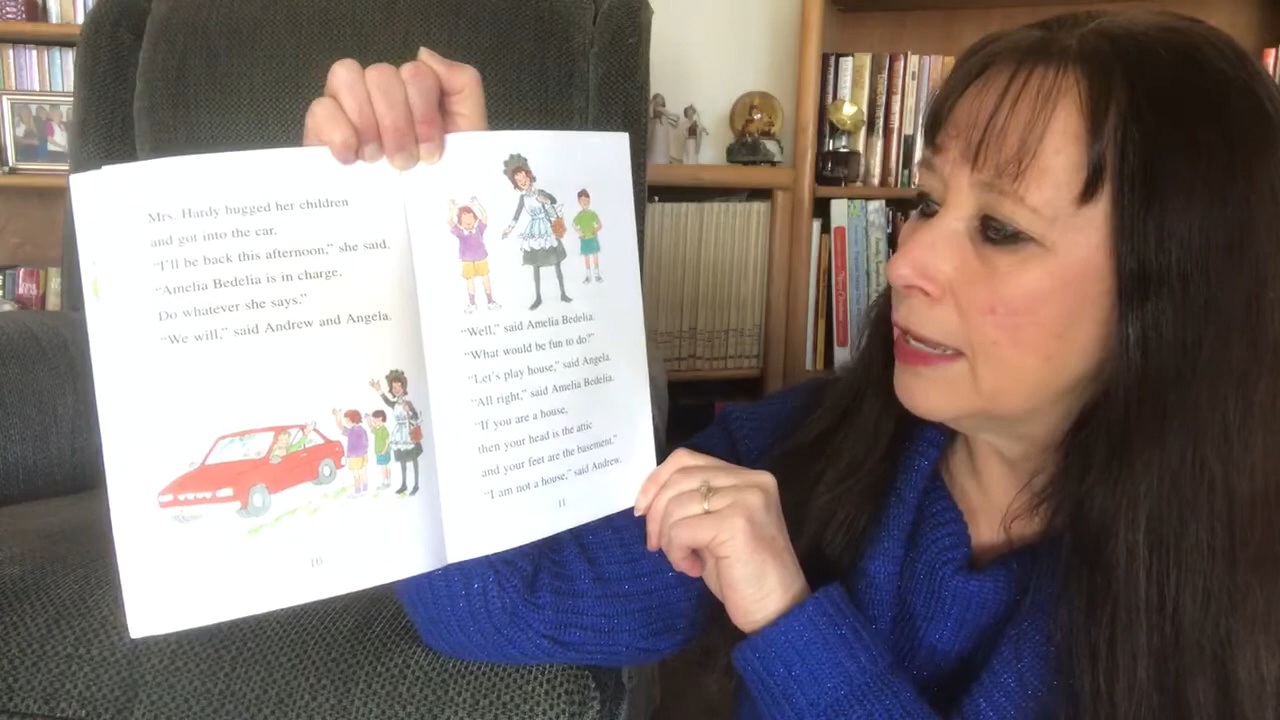 Mrs. Hardy hugged her children
and got into the car.
"I'll be back this afternoon," she said.
"Amelia Bedelia is in charge.
Do whatever she says."
"We will," said Andrew and Angela.
10
"Well," said Amelia Bedelia.
"What would be fun to do?"
"Let's play house," said Angela.
"All right," said Amelia Bedelia.
"If you are a house,
then your head is the attic
and your feet are the basement."
"I am not a house," said Andrew.
11